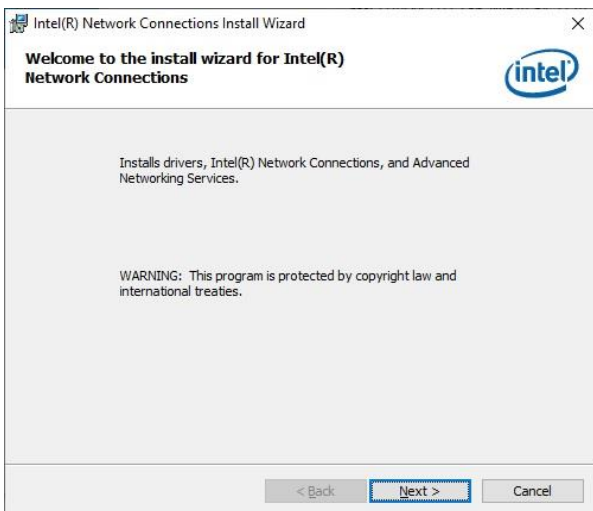 Intel(R) Network Connections Install Wizard
Welcome to the install wizard for Intel(R)
Network Connections
intel
Installs drivers, Intel(R) Network Connections, and Advanced
Networking Services.
WARNING: This program is protected by copyright law and
international treaties.
< Back
Next >
Cancel